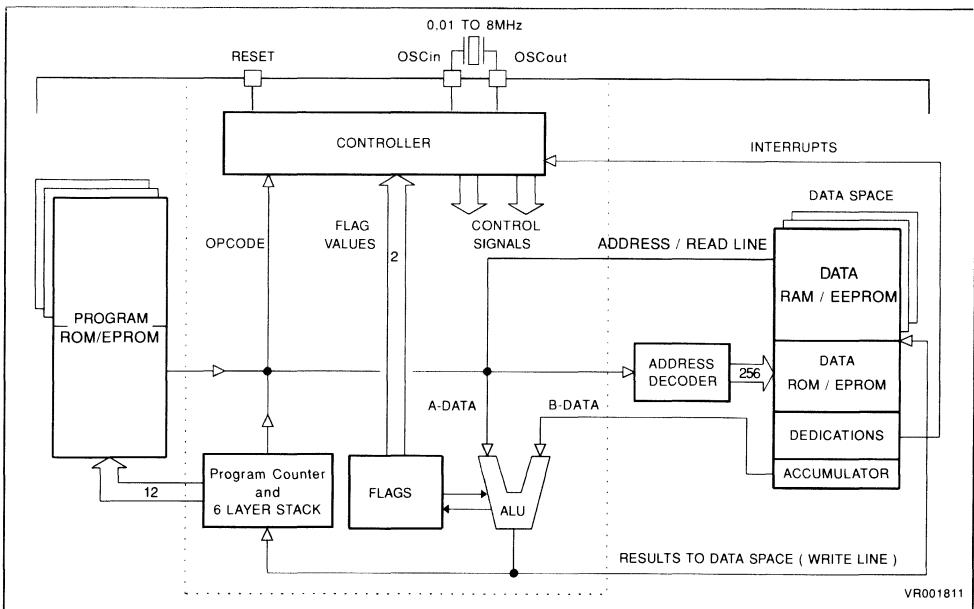 0,01 TO 8MHz
RESET
OSCin
OSCout
CONTROLLER
INTERRUPTS
OPCODE
FLAG
VALUES
2
CONTROL
SIGNALS
DATA SPACE
ADDRESS / READ LINE
DATA
RAM / EEPROM
PROGRAM
ROM/EPROM
ADDRESS
DECODER
256
DATA
ROM / EPROM
A-DATA
B-DATA
DEDICATIONS
ACCUMULATOR
12
Program Counter
and
6 LAYER STACK
FLAGS
ALU
RESULTS TO DATA SPACE ( WRITE LINE )
VR001811